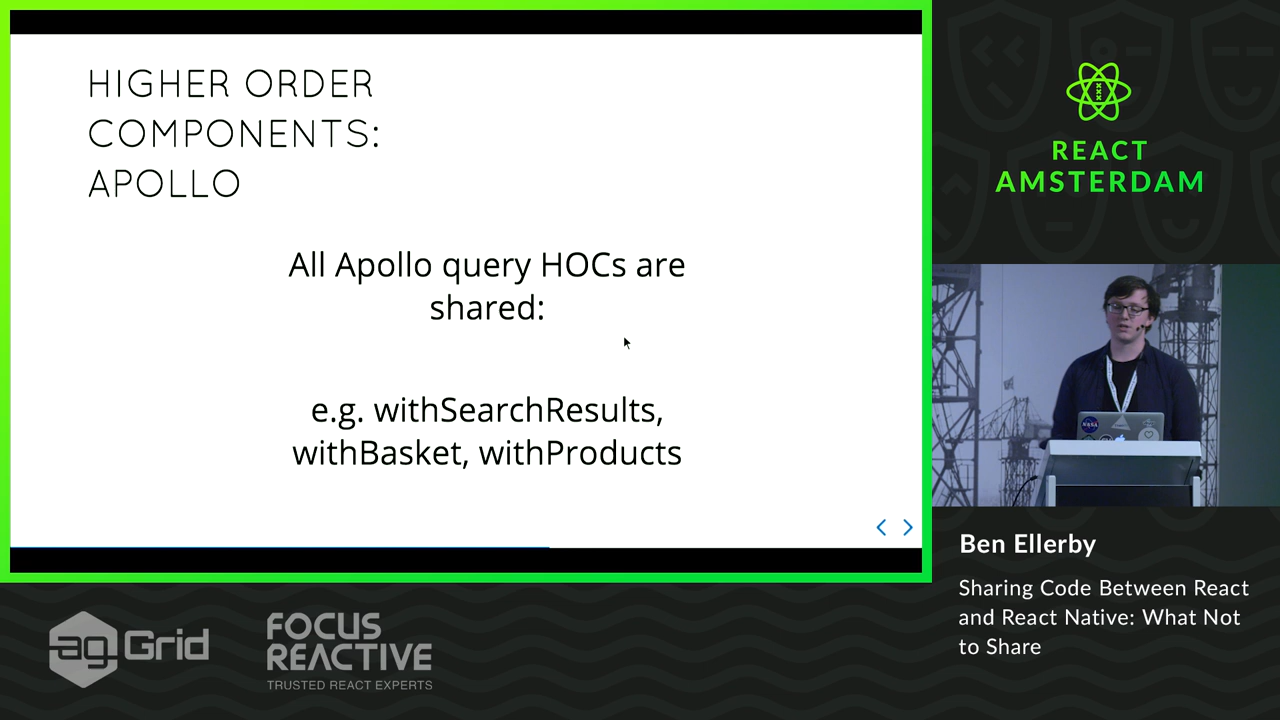 HIGHER ORDER
COMPONENTS:
APOLLO
All Apollo query HOCs are
shared:
e.g. withSearchResults,
withBasket, withProducts
REACT
AMSTERDAM
NASA
Ben Ellerby
Sharing Code Between React
and React Native: What Not
to Share
ag Grid
FOCUS
REACTIVE
TRUSTED REACT EXPERTS